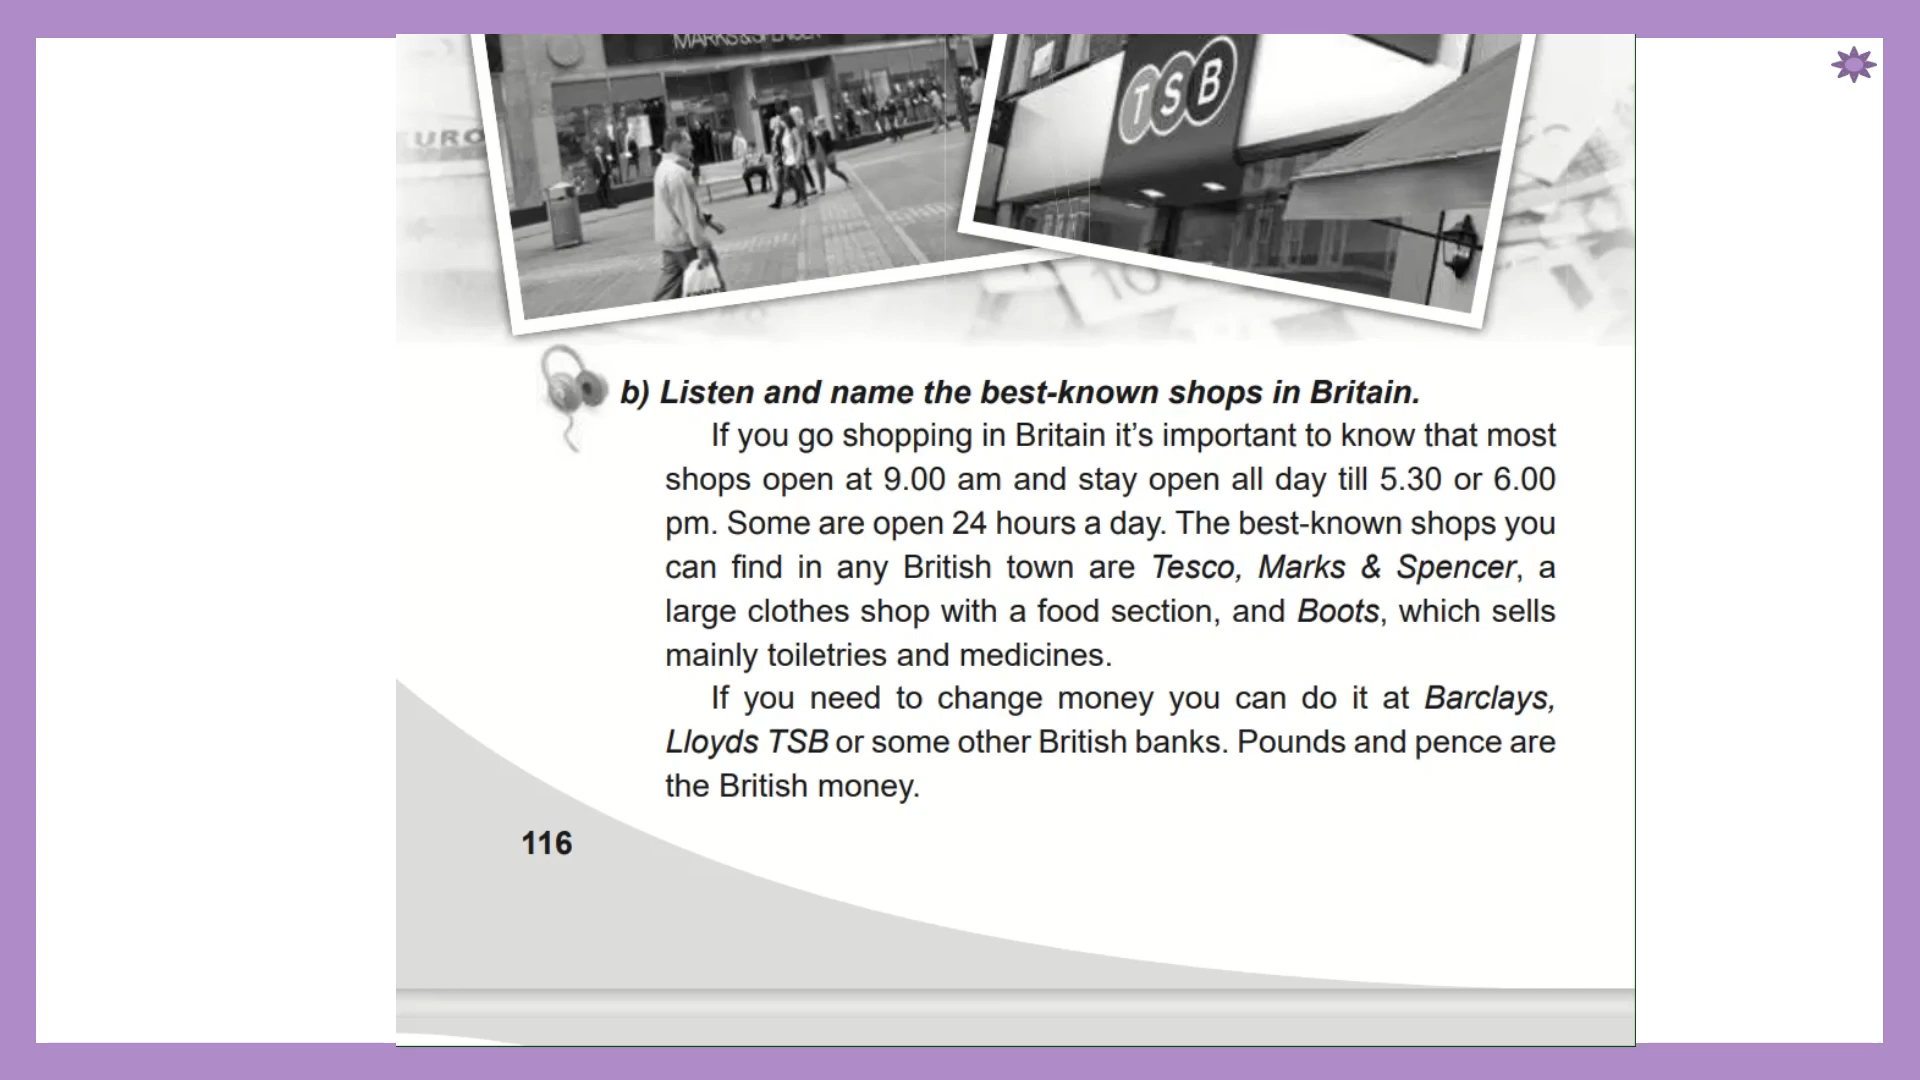 MARKS & SPENCER
TSB
EURO
10
b) Listen and name the best-known shops in Britain.
If you go shopping in Britain it’s important to know that most
shops open at 9.00 am and stay open all day till 5.30 or 6.00
pm. Some are open 24 hours a day. The best-known shops you
can find in any British town are Tesco, Marks & Spencer, a
large clothes shop with a food section, and Boots, which sells
mainly toiletries and medicines.
If you need to change money you can do it at Barclays,
Lloyds TSB or some other British banks. Pounds and pence are
the British money.
116